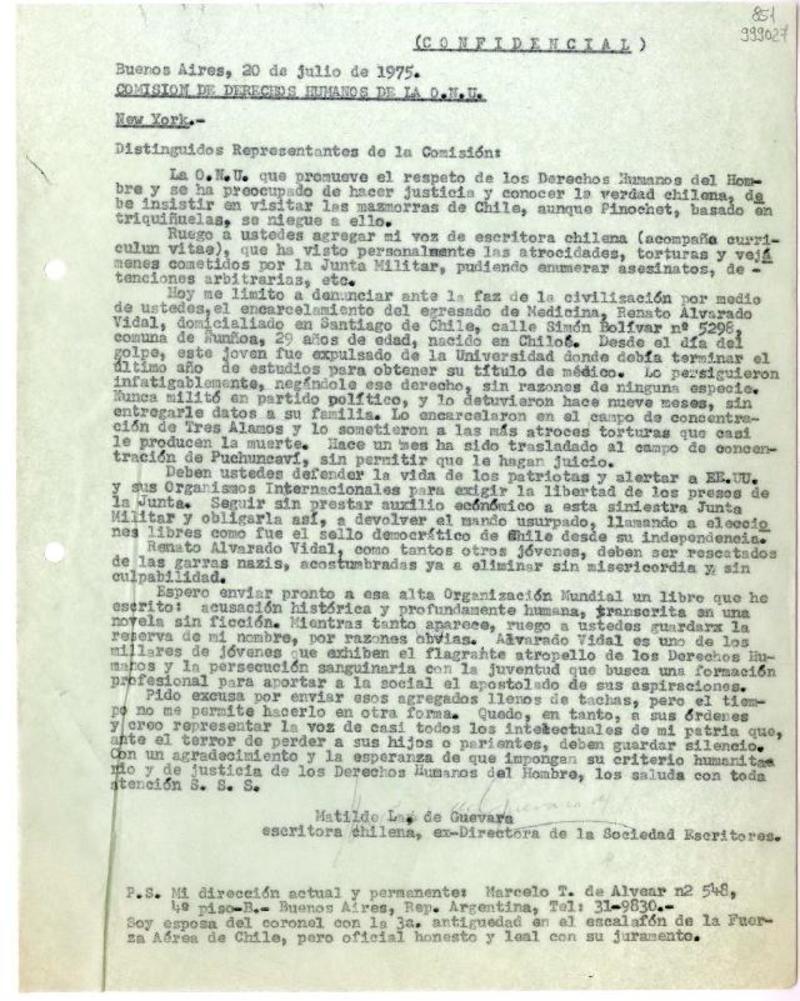 851
999027
(CONFIDENCIAL)
Buenos Aires, 20 de julio de 1975.
COMISION DE DERECHOS HUMANOS DE LA O.N.U.
New York.-
Distinguidos Representantes de la Comisión:
La O.N.U. que promueve el respeto de los Derechos Humanos del Hom-
bre y se ha preocupado de hacer justicia y conocer la verdad chilena, de
be insistir en visitar las mazmorras de Chile, aunque Pinochet, basado en
triquiñuelas, se niegue a ello.
Ruego a ustedes agregar mi voz de escritora chilena (acompaño curri-
culun vitae), que ha visto personalmente las atrocidades, torturas y vejá
menes cometidos por la Junta Militar, pudiendo enumerar asesinatos, de -
tenciones arbitrarias, etc.
Hoy me limito a denunciar ante la faz de la civilización por medio
de ustedes, el encarcelamiento del egresado de Medicina, Renato Alvarado
Vidal, domicialiado en Santiago de Chile, calle Simón Bolívar nº 5298,
comuna de Ñuñoa, 29 años de edad, nacido en Chiloé. Desde el día del
golpe, este joven fue expulsado de la Universidad donde debía terminar el
último año de estudios para obtener su título de médico. Lo persiguieron
infatigablemente, negándole ese derecho, sin razones de ninguna especie.
Nunca militó en partido político, y lo detuvieron hace nueve meses, sin
entregarle datos a su familia. Lo encarcelaron en el campo de concentra-
ción de Tres Alamos y lo sometieron a las más atroces torturas que casi
le producen la muerte. Hace un mes ha sido trasladado al campo de concen-
tración de Puchuncaví, sin permitir que le hagan juicio.
Deben ustedes defender la vida de los patriotas y alertar a EE.UU.
y sus Organismos Internacionales para exigir la libertad de los presos de
la Junta. Seguir sin prestar auxilio económico a esta siniestra Junta
Militar y obligarla así, a devolver el mando usurpado, llamando a eleccio
nes libres como fue el sello democrático de Chile desde su independencia.
Renato Alvarado Vidal, como tantos otros jóvenes, deben ser rescatados
de las garras nazis, acostumbradas ya a eliminar sin misericordia y sin
culpabilidad.
Espero enviar pronto a esa alta Organización Mundial un libro que he
escrito: acusación histórica y profundamente humana, transcrita en una
novela sin ficción. Mientras tanto aparece, ruego a ustedes guardarx la
reserva de mi nombre, por razones obvias. Alvarado Vidal es uno de los
millares de jóvenes que exhiben el flagrante atropello de los Derechos Hu-
manos y la persecución sanguinaria con la juventud que busca una formación
profesional para aportar a la social el apostolado de sus aspiraciones.
Pido excusa por enviar esos agregados llenos de tachas, pero el tiem-
po no me permite hacerlo en otra forma. Quedo, en tanto, a sus órdenes
y creo representar la voz de casi todos los intelectuales de mi patria que,
ante el terror de perder a sus hijos o parientes, deben guardar silencio.
Con un agradecimiento y la esperanza de que impongan su criterio humanita-
rio y de justicia de los Derechos Humanos del Hombre, los saluda con toda
atención S. S. S.
Matilde La de Guevara
escritora chilena, ex-Directora de la Sociedad Escritores.
P.S. Mi dirección actual y permanente: Marcelo T. de Alvear n2 548,
4º piso-B.- Buenos Aires, Rep. Argentina, Tel: 31-9830.-
Soy esposa del coronel con la 3a. antiguedad en el escalafón de la Fuer-
za Aérea de Chile, pero oficial honesto y leal con su juramento.